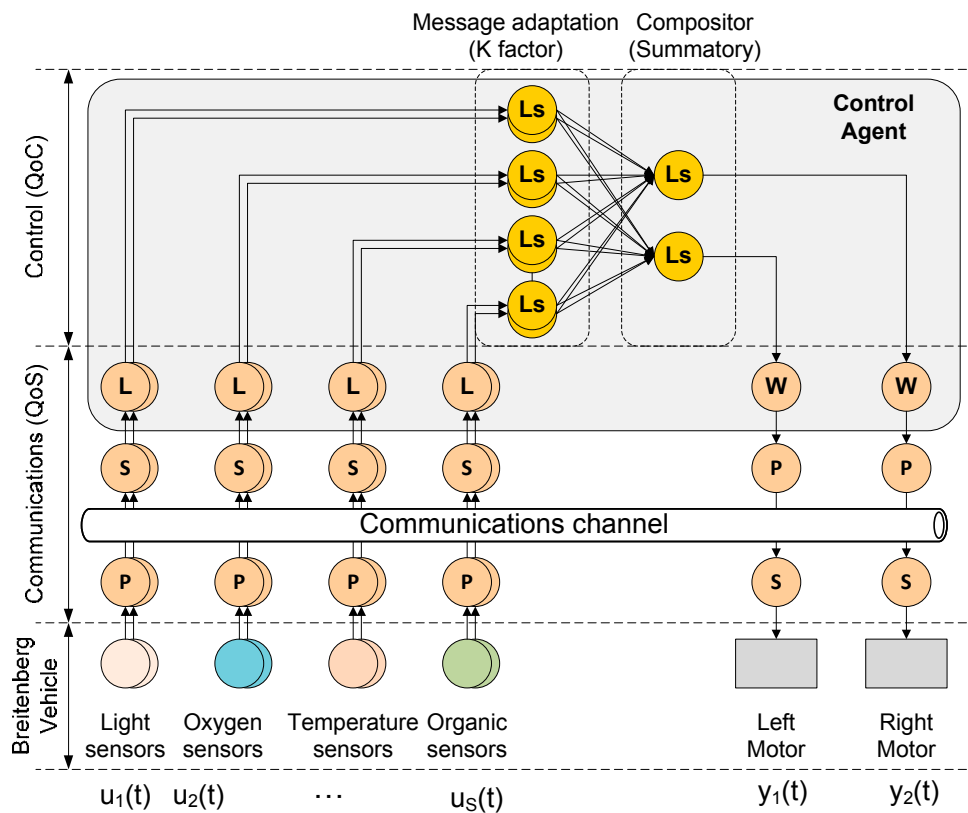 Message adaptation
(K factor)
Compositor
(Summatory)
Control
Agent
Control (QoC)
Ls
Ls
Ls
Ls
Ls
Ls
Communications (QoS)
L
L
L
L
W
W
S
S
S
S
P
P
Communications channel
P
P
P
P
S
S
Breitenberg
Vehicle
Light
sensors
Oxygen
sensors
Temperature
sensors
Organic
sensors
Left
Motor
Right
Motor
u1(t)
u2(t)
...
uS(t)
y1(t)
y2(t)